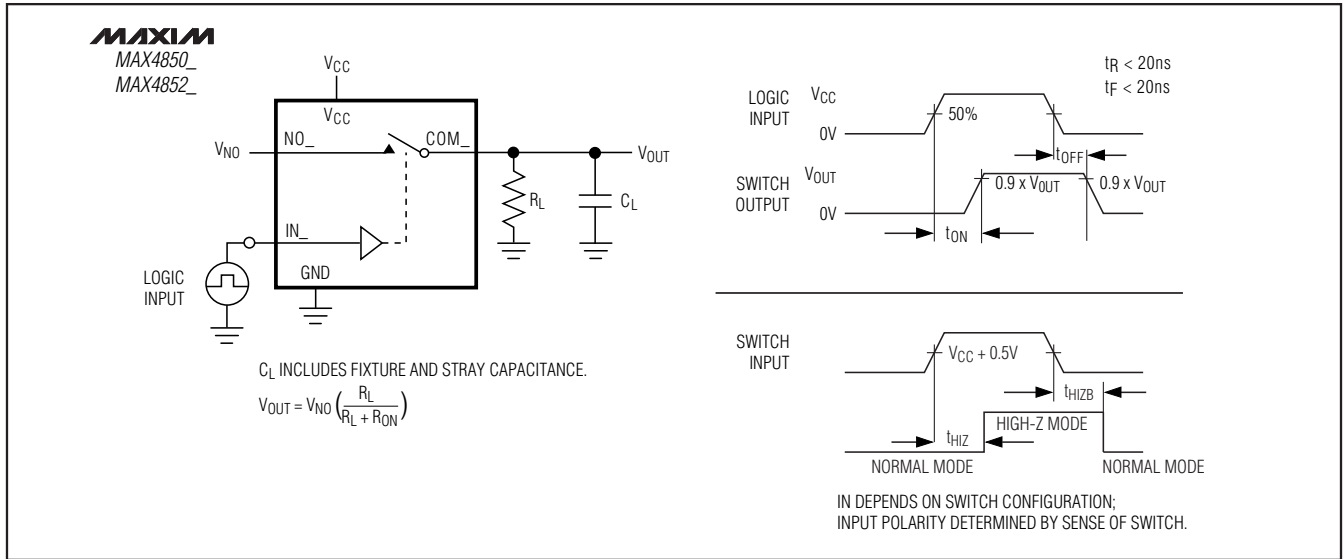 MAXIM
MAX4850_
MAX4852_
VCC
VCC
NO_
COM_
VNO
VOUT
RL
CL
IN_
GND
LOGIC
INPUT
CL INCLUDES FIXTURE AND STRAY CAPACITANCE.
VOUT = VNO (RL / RL + RON)
tR < 20ns
tF < 20ns
LOGIC
INPUT
VCC
0V
50%
tOFF
SWITCH
OUTPUT
VOUT
0V
0.9 x VOUT
0.9 x VOUT
tON
SWITCH
INPUT
VCC + 0.5V
tHIZB
HIGH-Z MODE
tHIZ
NORMAL MODE
NORMAL MODE
IN DEPENDS ON SWITCH CONFIGURATION;
INPUT POLARITY DETERMINED BY SENSE OF SWITCH.